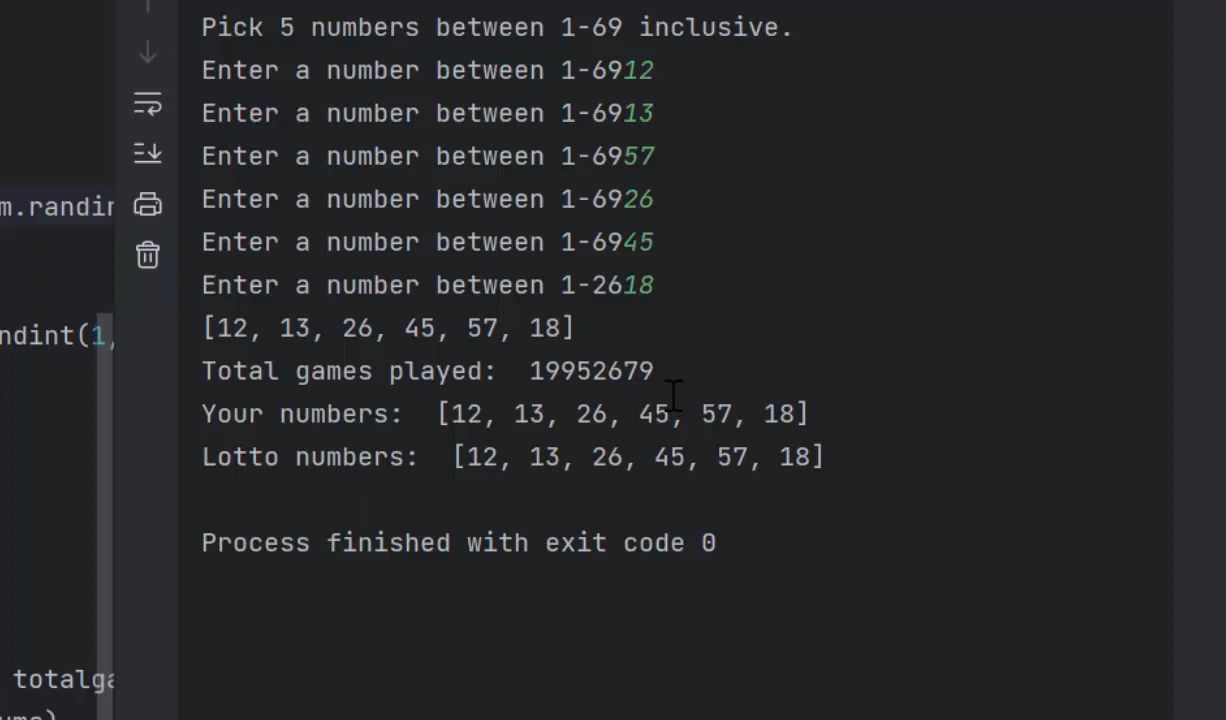 Pick 5 numbers between 1-69 inclusive.
Enter a number between 1-6912
Enter a number between 1-6913
Enter a number between 1-6957
Enter a number between 1-6926
Enter a number between 1-6945
Enter a number between 1-2618
[12, 13, 26, 45, 57, 18]
Total games played:  19952679
Your numbers:  [12, 13, 26, 45, 57, 18]
Lotto numbers:  [12, 13, 26, 45, 57, 18]
Process finished with exit code 0
m.randin
ndint(1,
totalga